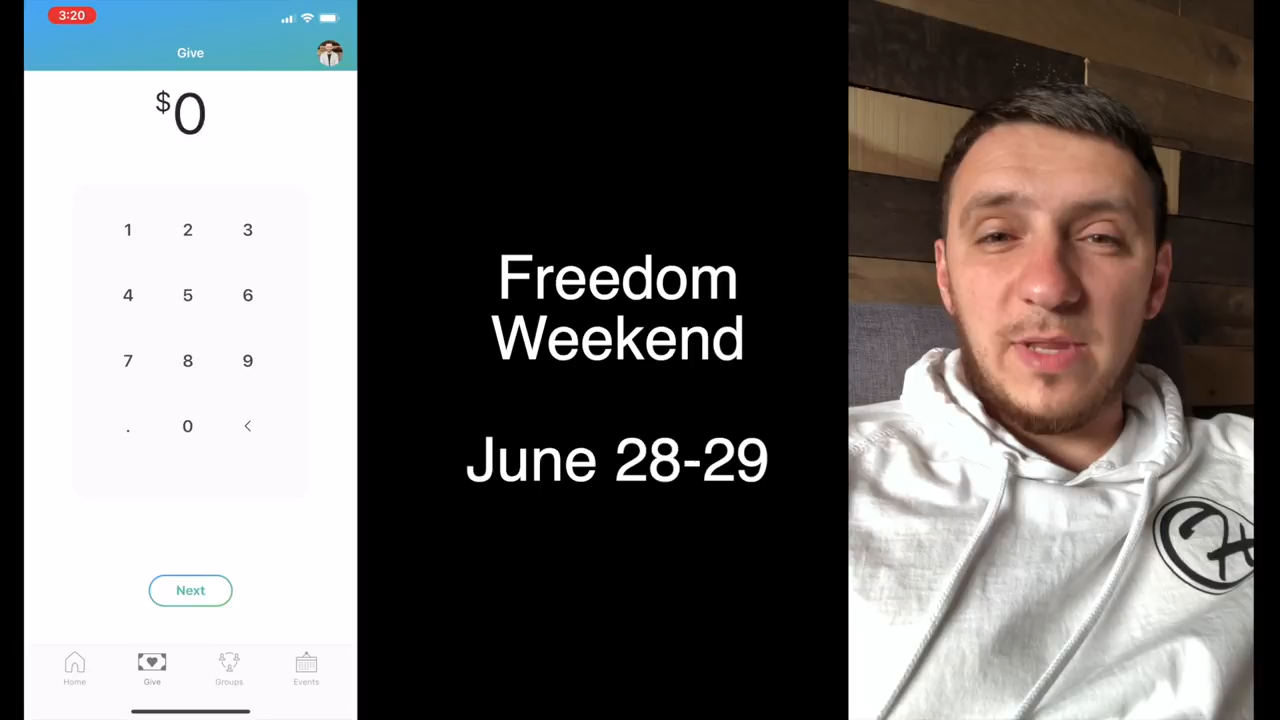 3:20
Give
$0
1 2 3
4 5 6
7 8 9
. 0 <
Next
Home Give Groups Events
Freedom
Weekend
June 28-29